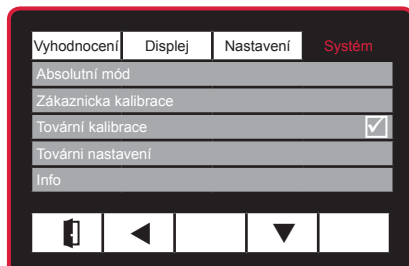 Vyhodnocení Displej Nastavení Systém
Absolutní mód
Zákaznicka kalibrace
Tovární kalibrace
Továrni nastavení
Info